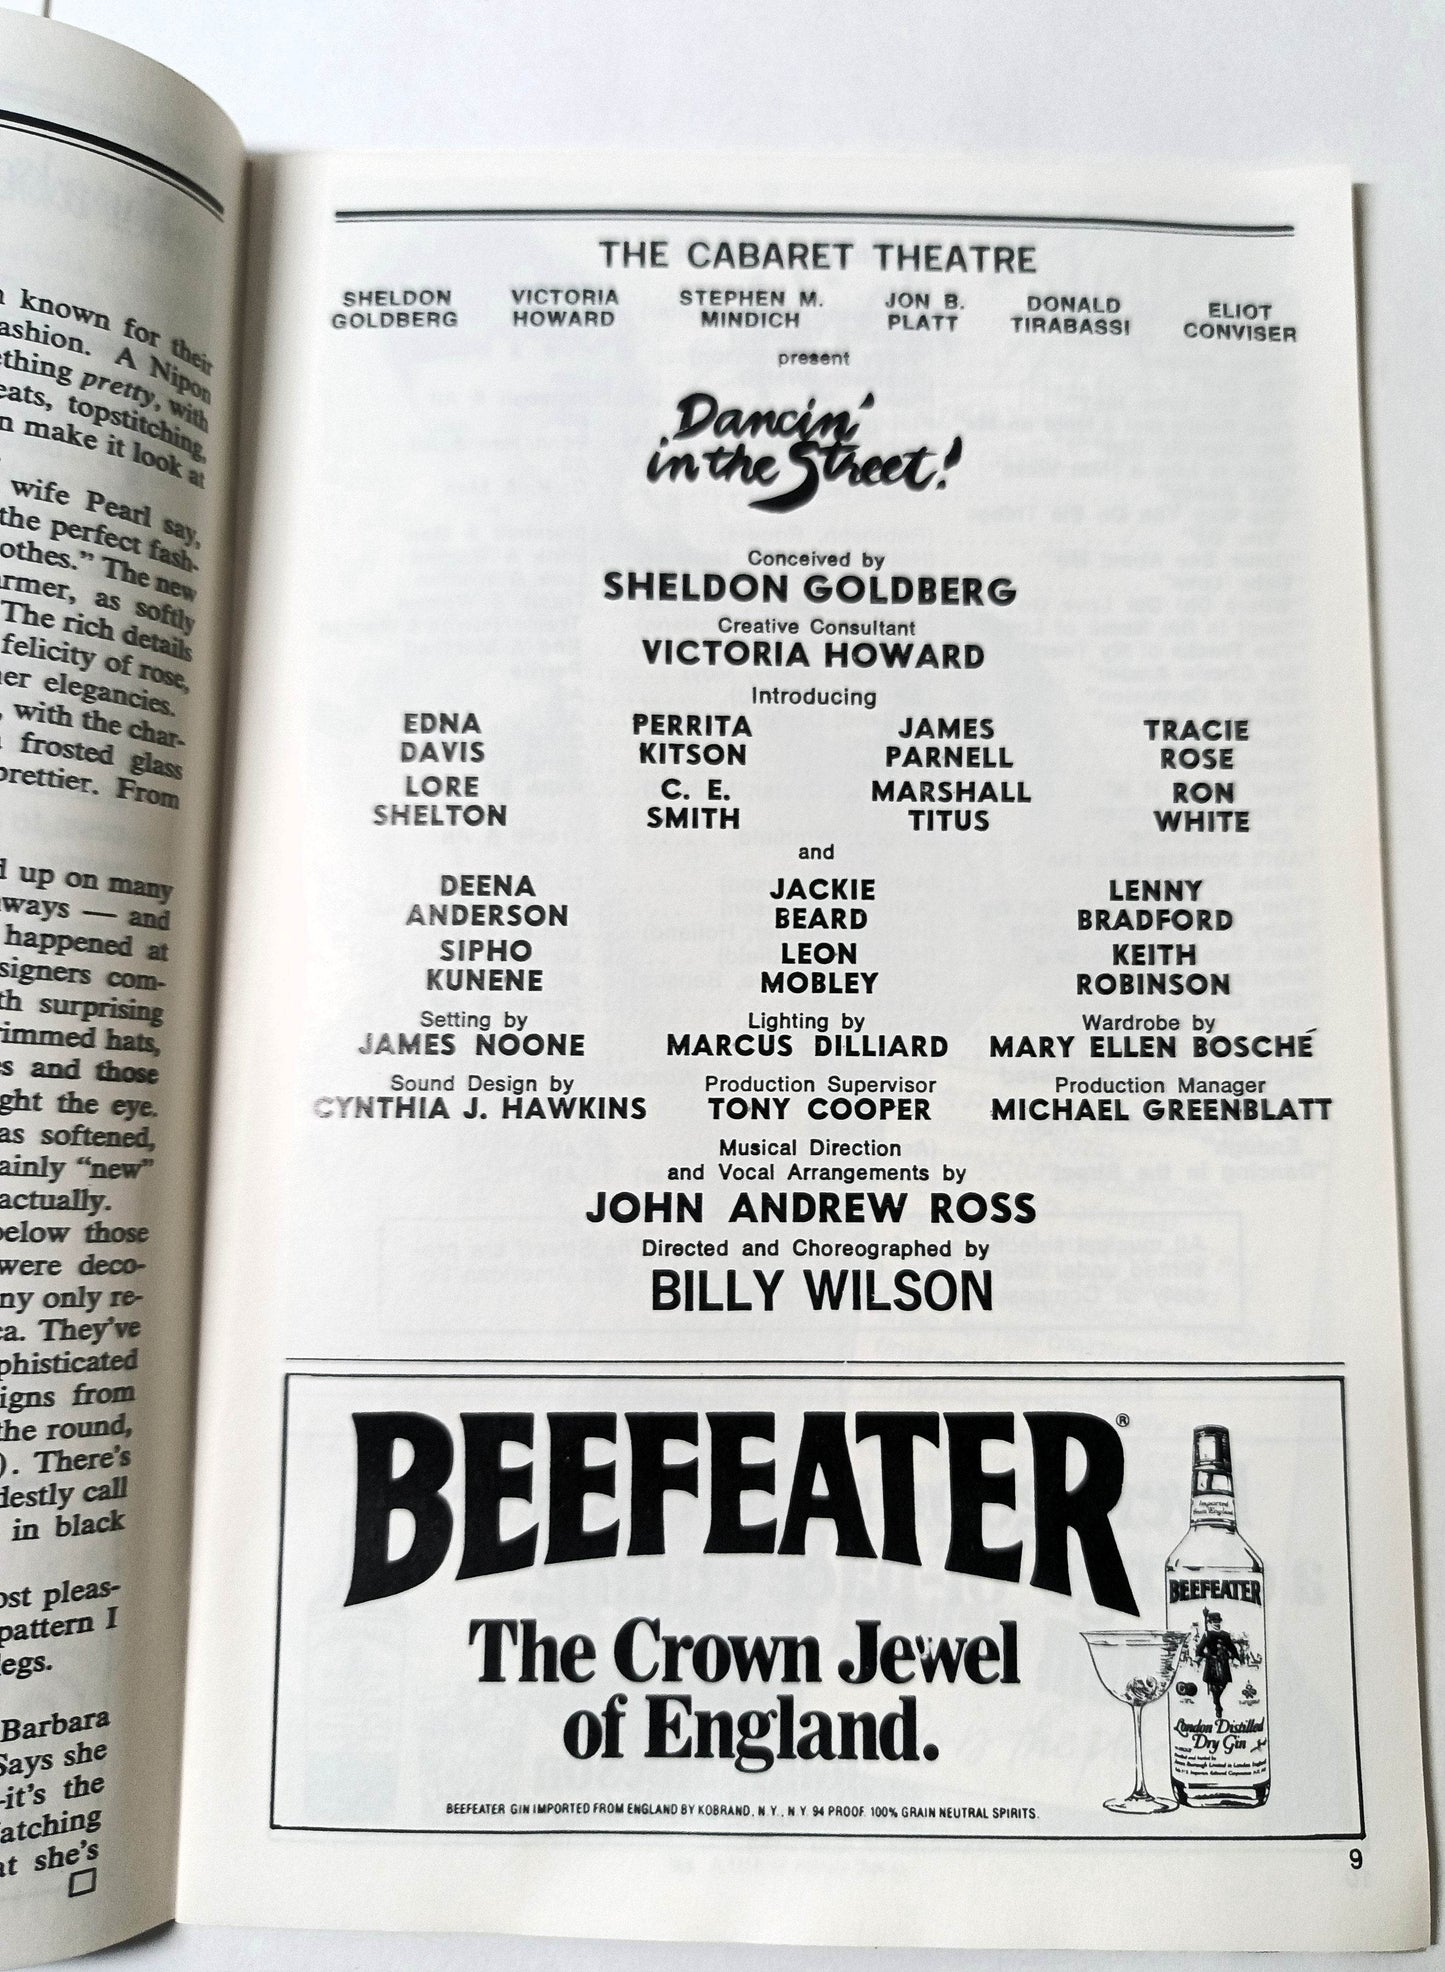 known for their
ashion. A Nipon
thing pretty, with
eats, topstitching,
n make it look at
wife Pearl say,
the perfect fash-
othes." The new
rmer, as softly
The rich details
felicity of rose,
er elegancies.
, with the char-
frosted glass
prettier. From
d up on many
ways — and
happened at
signers com-
th surprising
rimmed hats,
s and those
ght the eye.
as softened,
ainly "new"
actually.
below those
were deco-
ny only re-
ca. They've
phisticated
igns from
the round,
). There's
destly call
in black
ost pleas-
pattern I
legs.
Barbara
Says she
-it's the
atching
at she's
THE CABARET THEATRE
SHELDON VICTORIA STEPHEN M. JON B. DONALD ELIOT
GOLDBERG HOWARD MINDICH PLATT TIRABASSI CONVISER
present
Dancin'
in the Street!
Conceived by
SHELDON GOLDBERG
Creative Consultant
VICTORIA HOWARD
Introducing
EDNA PERRITA JAMES TRACIE
DAVIS KITSON PARNELL ROSE
LORE C. E. MARSHALL RON
SHELTON SMITH TITUS WHITE
and
DEENA JACKIE LENNY
ANDERSON BEARD BRADFORD
SIPHO LEON KEITH
KUNENE MOBLEY ROBINSON
Setting by Lighting by Wardrobe by
JAMES NOONE MARCUS DILLIARD MARY ELLEN BOSCHÉ
Sound Design by Production Supervisor Production Manager
CYNTHIA J. HAWKINS TONY COOPER MICHAEL GREENBLATT
Musical Direction
and Vocal Arrangements by
JOHN ANDREW ROSS
Directed and Choreographed by
BILLY WILSON
BEEFEATER®
The Crown Jewel
of England.
BEEFEATER GIN IMPORTED FROM ENGLAND BY KOBRAND, N.Y., N.Y. 94 PROOF. 100% GRAIN NEUTRAL SPIRITS.
Imported
from England
BEEFEATER
London Distilled
Dry Gin
9